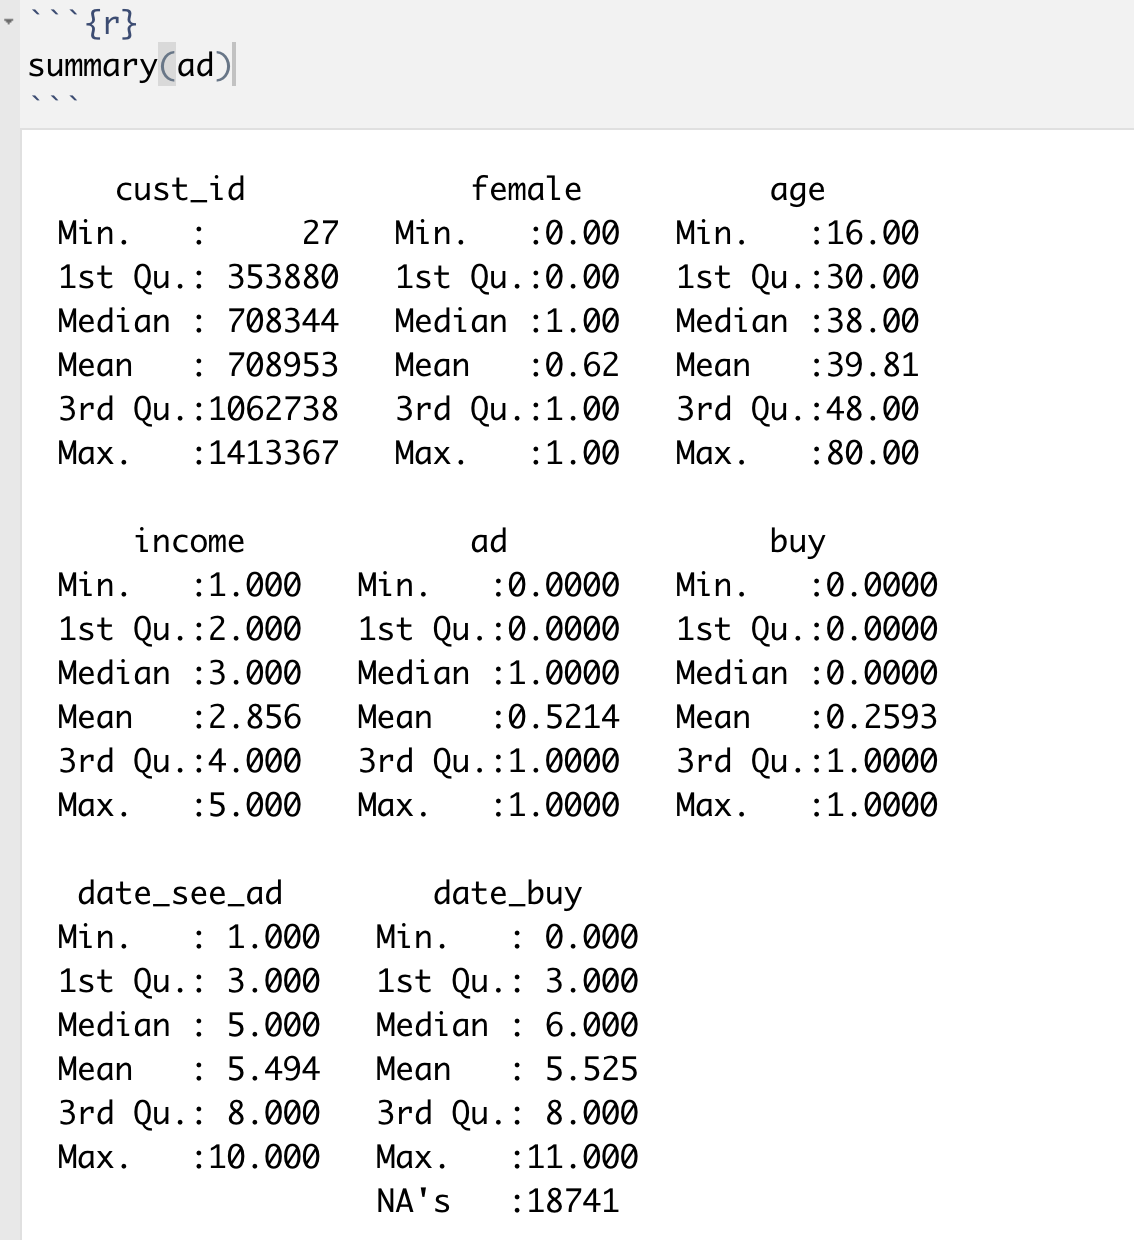 ```{r}
summary(ad)
```
cust_id female age
Min. : 27 Min. :0.00 Min. :16.00
1st Qu.: 353880 1st Qu.:0.00 1st Qu.:30.00
Median : 708344 Median :1.00 Median :38.00
Mean : 708953 Mean :0.62 Mean :39.81
3rd Qu.:1062738 3rd Qu.:1.00 3rd Qu.:48.00
Max. :1413367 Max. :1.00 Max. :80.00
income ad buy
Min. :1.000 Min. :0.0000 Min. :0.0000
1st Qu.:2.000 1st Qu.:0.0000 1st Qu.:0.0000
Median :3.000 Median :1.0000 Median :0.0000
Mean :2.856 Mean :0.5214 Mean :0.2593
3rd Qu.:4.000 3rd Qu.:1.0000 3rd Qu.:1.0000
Max. :5.000 Max. :1.0000 Max. :1.0000
date_see_ad date_buy
Min. : 1.000 Min. : 0.000
1st Qu.: 3.000 1st Qu.: 3.000
Median : 5.000 Median : 6.000
Mean : 5.494 Mean : 5.525
3rd Qu.: 8.000 3rd Qu.: 8.000
Max. :10.000 Max. :11.000
NA's :18741